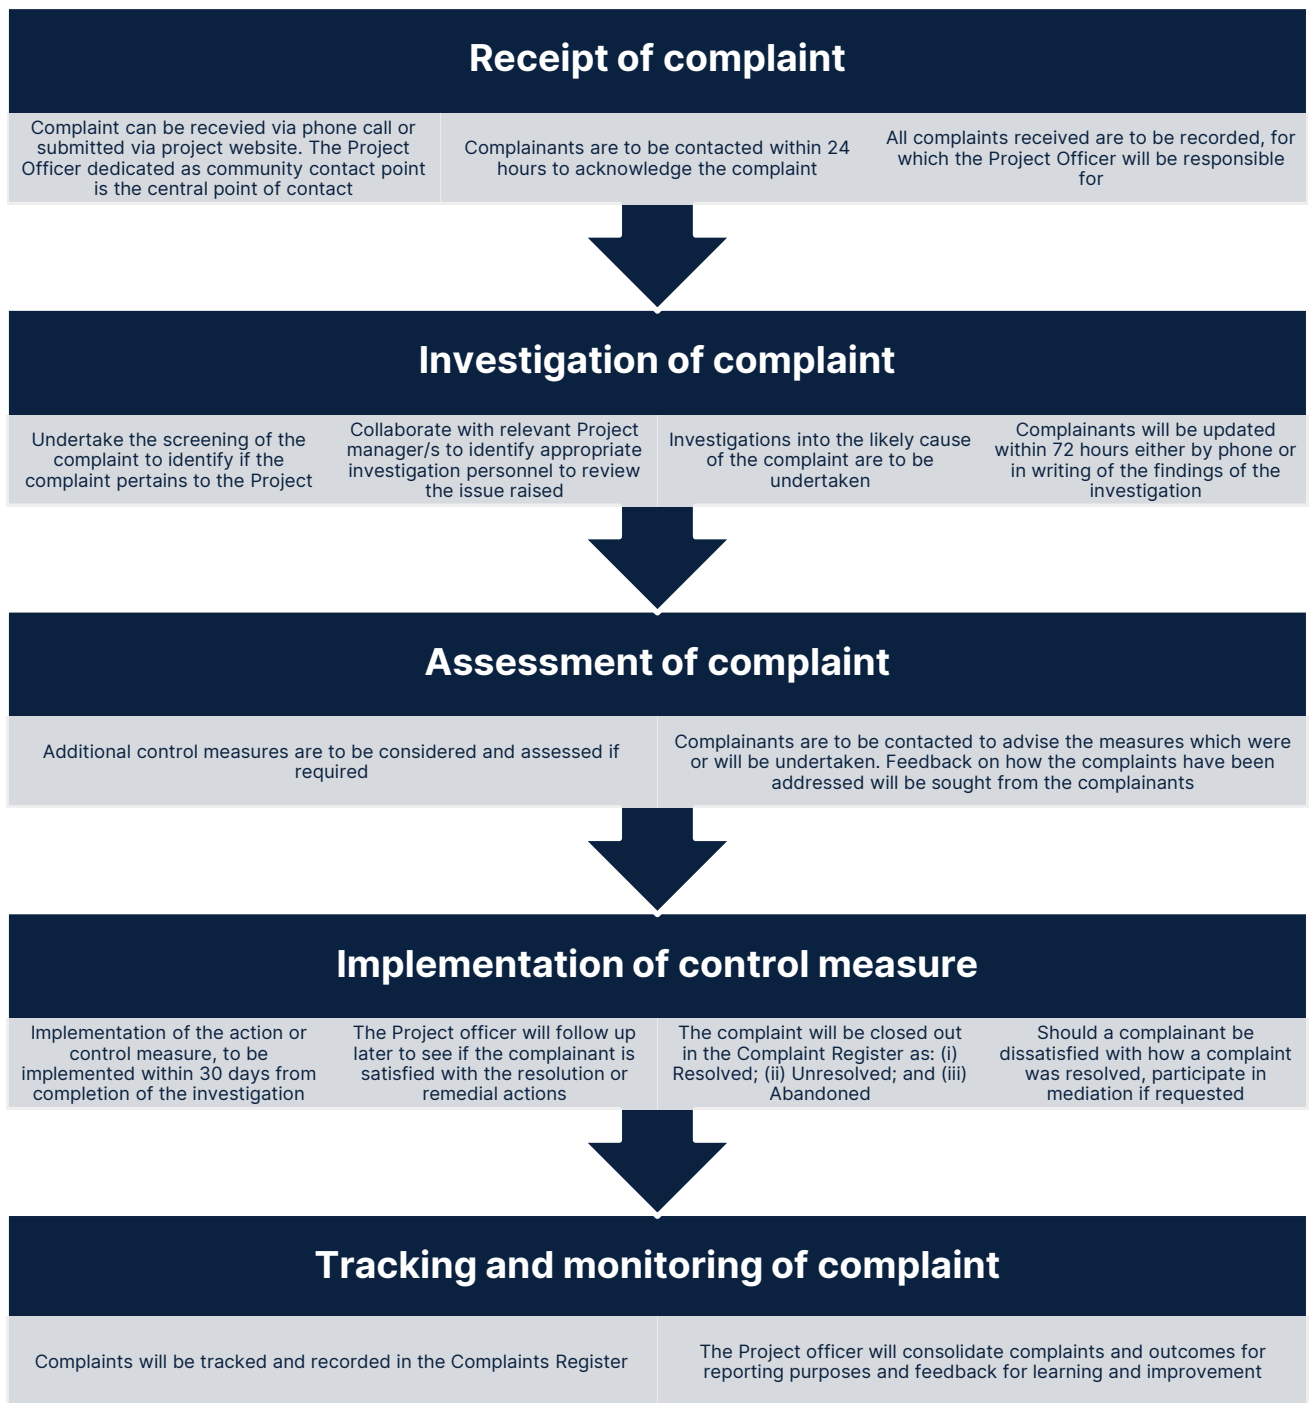 Receipt of complaint
Complaint can be recevied via phone call or
submitted via project website. The Project
Officer dedicated as community contact point
is the central point of contact
Complainants are to be contacted within 24
hours to acknowledge the complaint
All complaints received are to be recorded, for
which the Project Officer will be responsible
for
Investigation of complaint
Undertake the screening of the
complaint to identify if the
complaint pertains to the Project
Collaborate with relevant Project
manager/s to identify appropriate
investigation personnel to review
the issue raised
Investigations into the likely cause
of the complaint are to be
undertaken
Complainants will be updated
within 72 hours either by phone or
in writing of the findings of the
investigation
Assessment of complaint
Additional control measures are to be considered and assessed if
required
Complainants are to be contacted to advise the measures which were
or will be undertaken. Feedback on how the complaints have been
addressed will be sought from the complainants
Implementation of control measure
Implementation of the action or
control measure, to be
implemented within 30 days from
completion of the investigation
The Project officer will follow up
later to see if the complainant is
satisfied with the resolution or
remedial actions
The complaint will be closed out
in the Complaint Register as: (i)
Resolved; (ii) Unresolved; and (iii)
Abandoned
Should a complainant be
dissatisfied with how a complaint
was resolved, participate in
mediation if requested
Tracking and monitoring of complaint
Complaints will be tracked and recorded in the Complaints Register
The Project officer will consolidate complaints and outcomes for
reporting purposes and feedback for learning and improvement